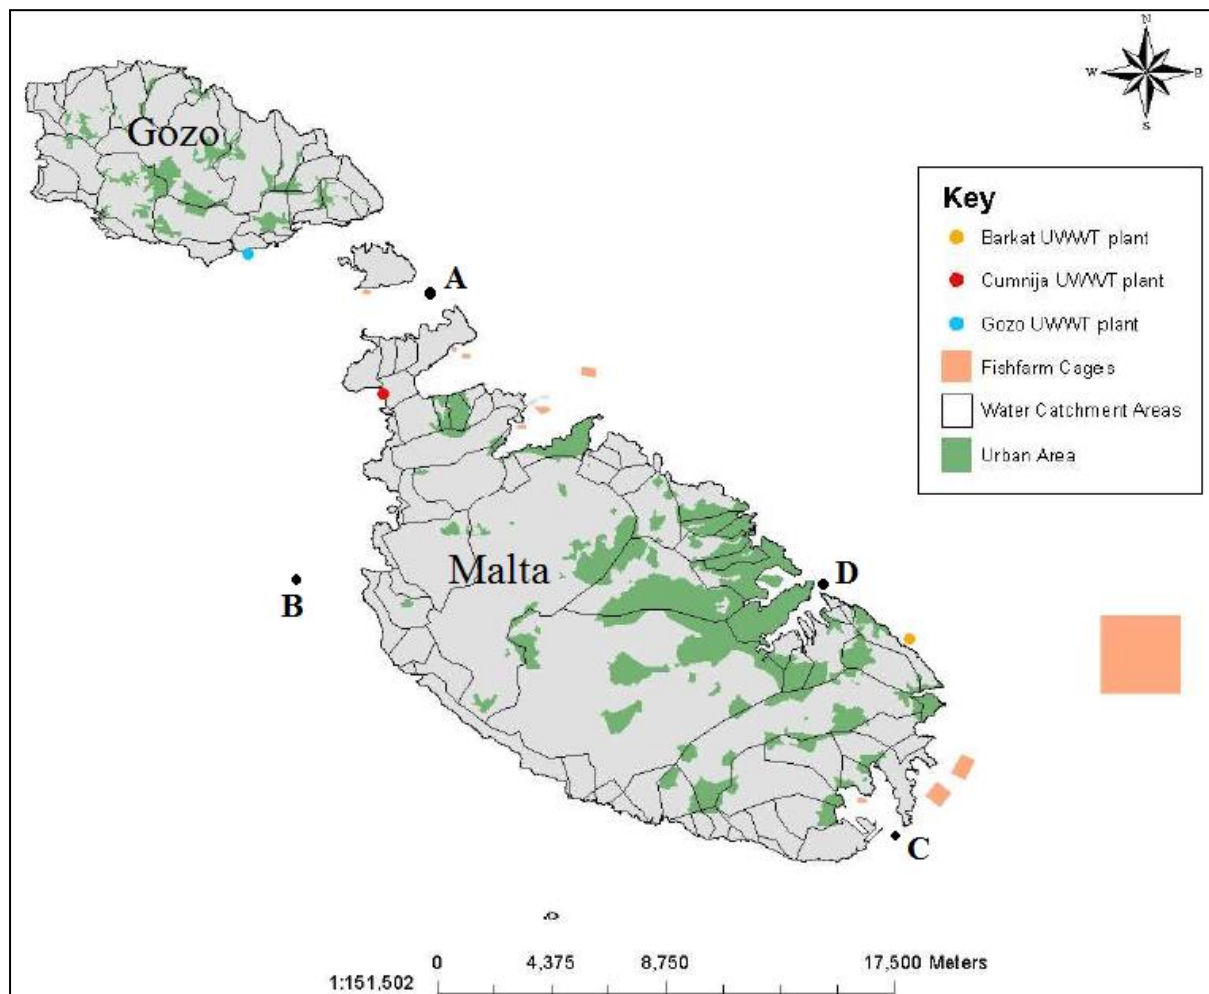 N
W E
S
Gozo
A
Key
Barkat UWWT plant
Cumnija UWWT plant
Gozo UWWT plant
Fishfarm Cages
Water Catchment Areas
Urban Area
Malta
B
D
C
0 4,375 8,750 17,500 Meters
1:151,502